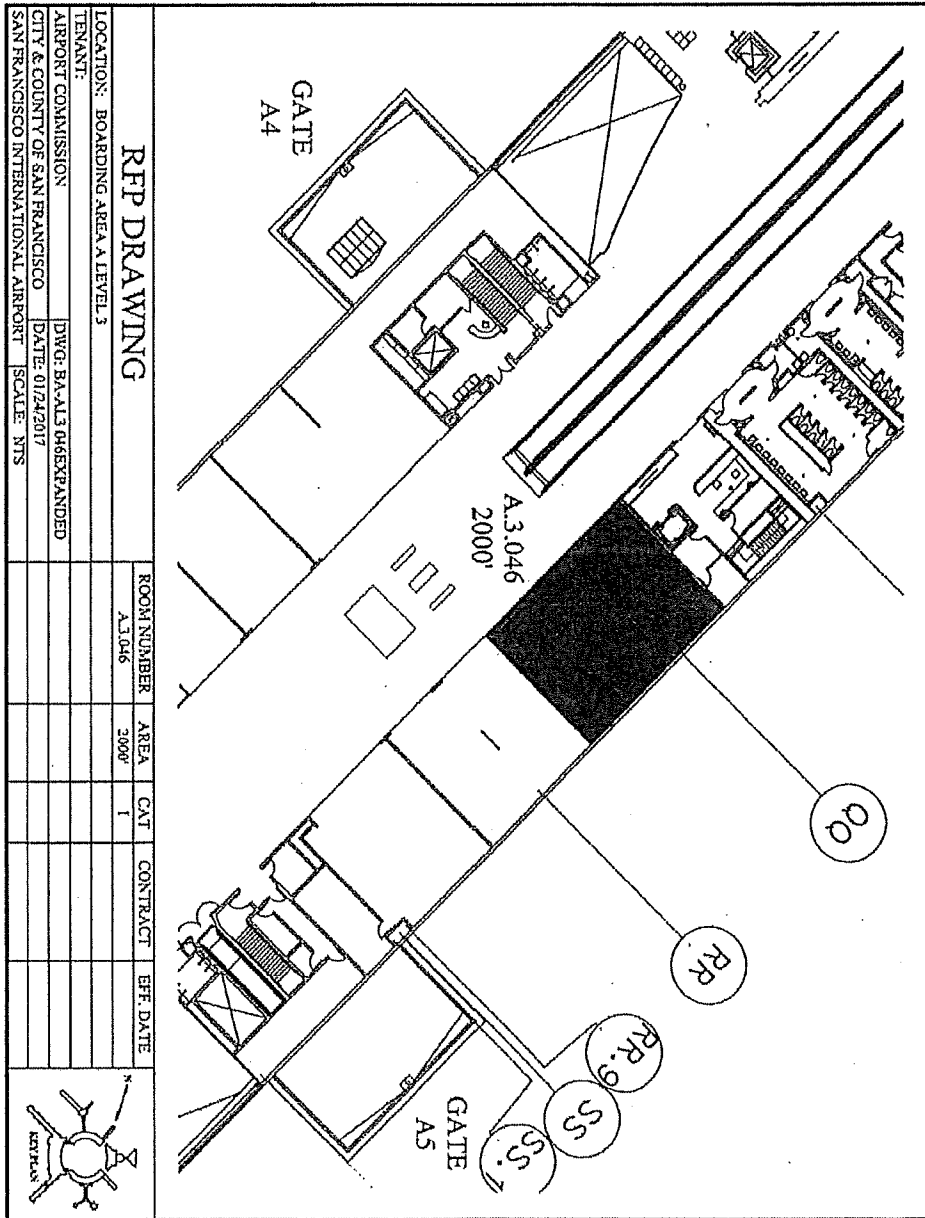 GATE
A4
A.3.046
2000'
QQ
RR
RR.9
SS
GATE
A5
RFP DRAWING
LOCATION: BOARDING AREA A LEVEL 3
TENANT:
AIRPORT COMMISSION DWG: BA-AL3 046EXPANDED
CITY & COUNTY OF SAN FRANCISCO DATE: 01/24/2017
SAN FRANCISCO INTERNATIONAL AIRPORT SCALE: NTS
ROOM NUMBER AREA CAT CONTRACT EFF. DATE
A.3.046 2000' 1
N
KEYPLAN